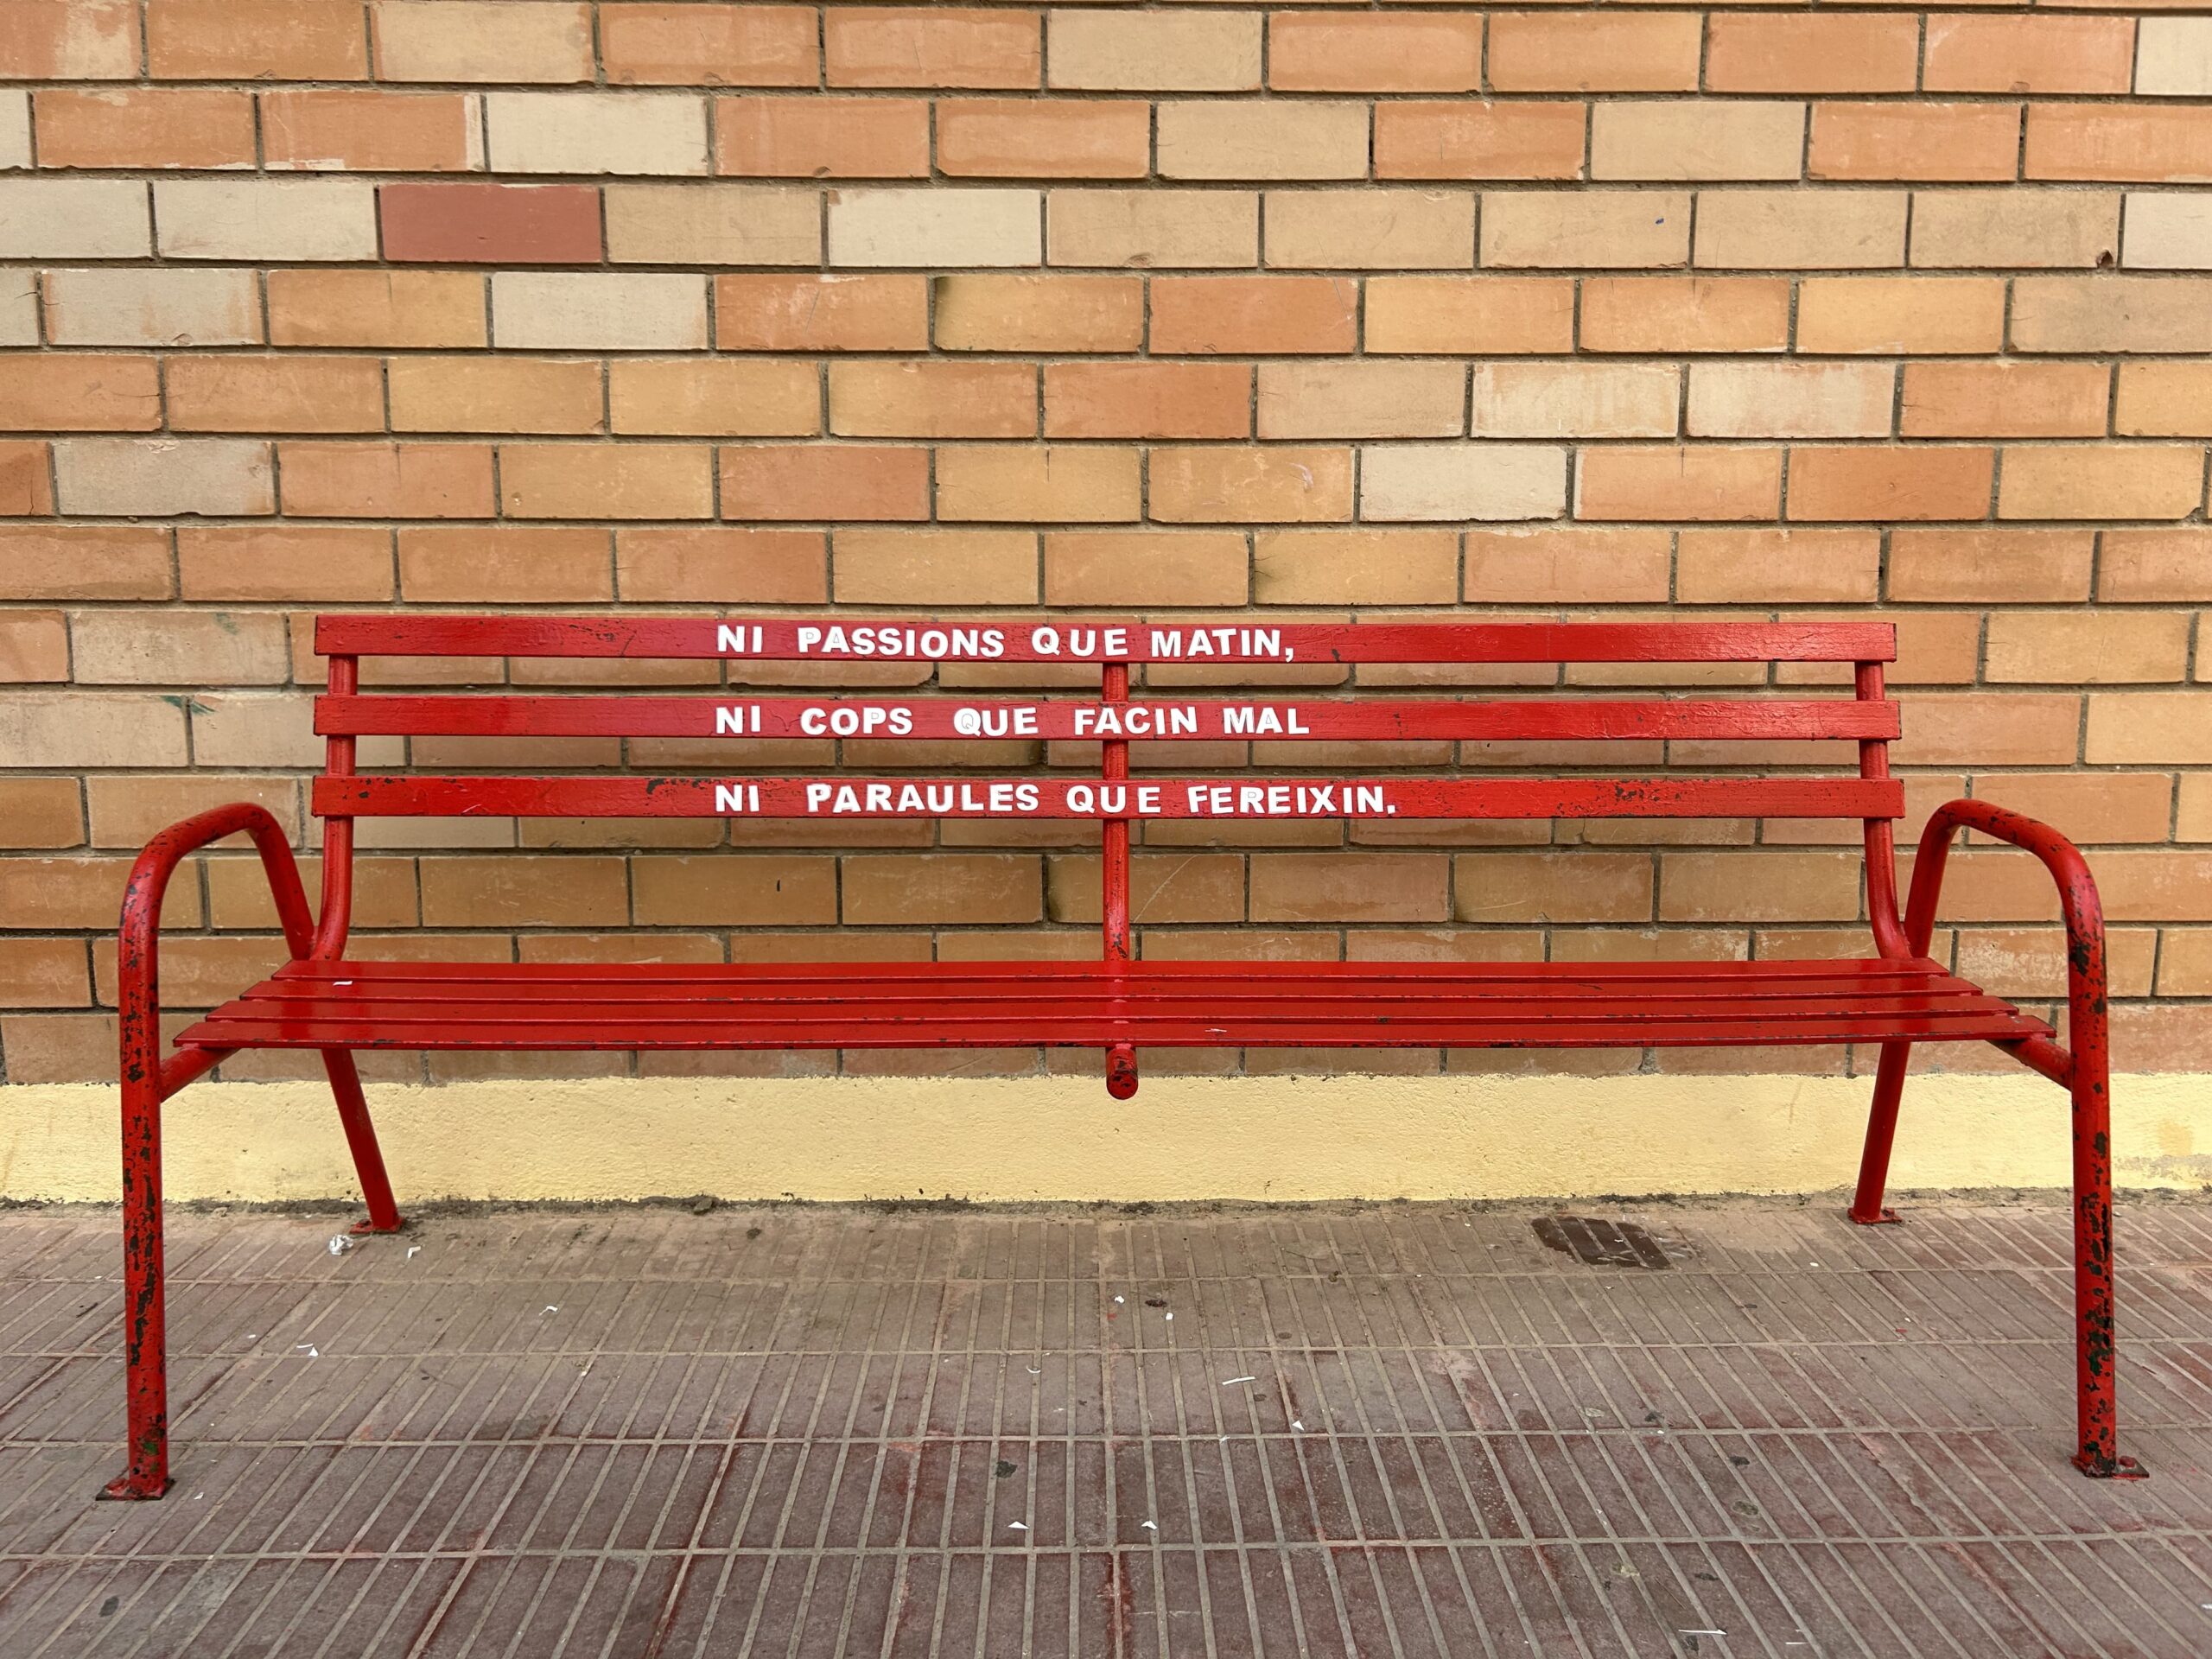 NI PASSIONS QUE MATIN,
NI COPS QUE FACIN MAL
NI PARAULES QUE FEREIXIN.